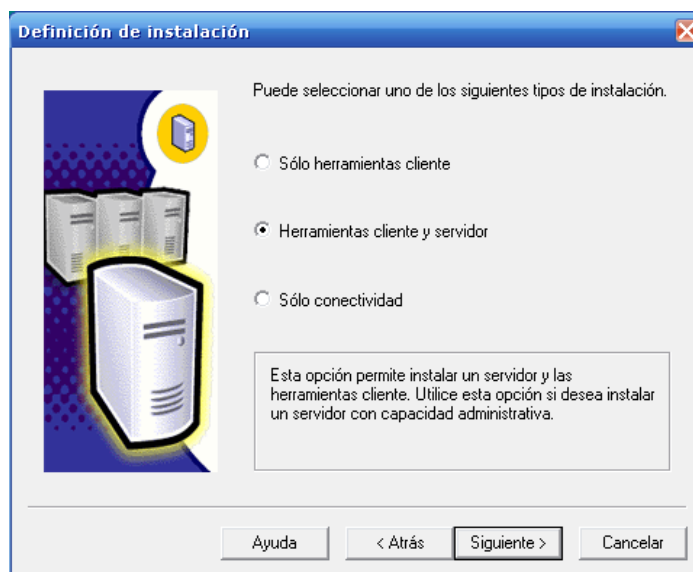 Definición de instalación
Puede seleccionar uno de los siguientes tipos de instalación.
Sólo herramientas cliente
Herramientas cliente y servidor
Sólo conectividad
Esta opción permite instalar un servidor y las
herramientas cliente. Utilice esta opción si desea instalar
un servidor con capacidad administrativa.
Ayuda
< Atrás
Siguiente >
Cancelar